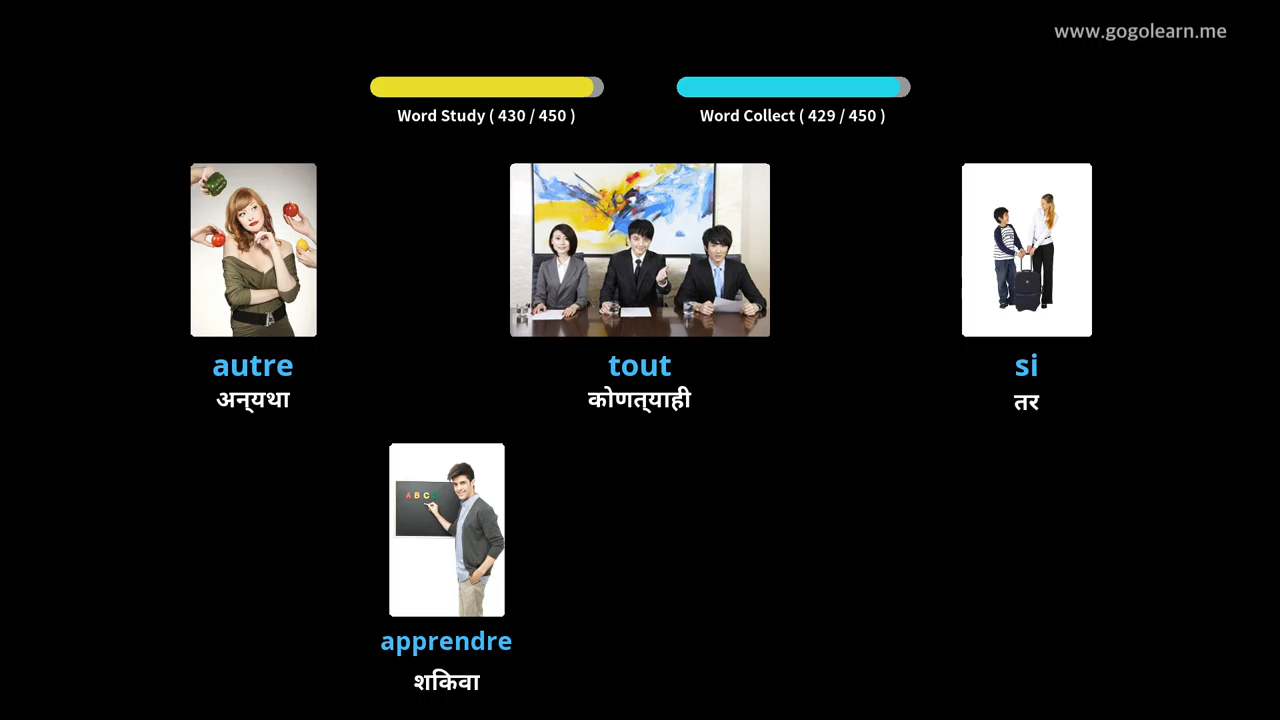 www.gogolearn.me
Word Study ( 430 / 450 )
Word Collect ( 429 / 450 )
autre
अन्यथा
tout
कोणत्याही
si
तर
A B C
apprendre
शकिवा